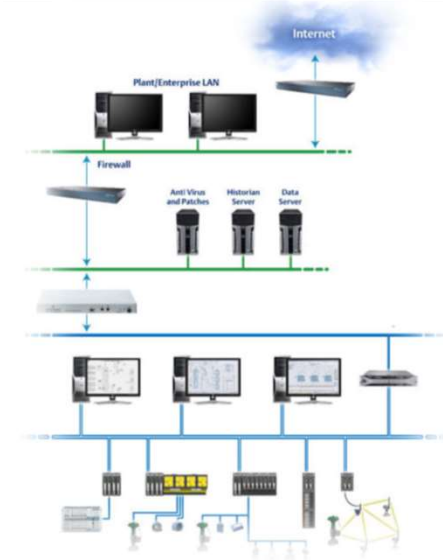 Internet
Plant/Enterprise LAN
Firewall
Anti Virus
and Patches
Historian
Server
Data
Server